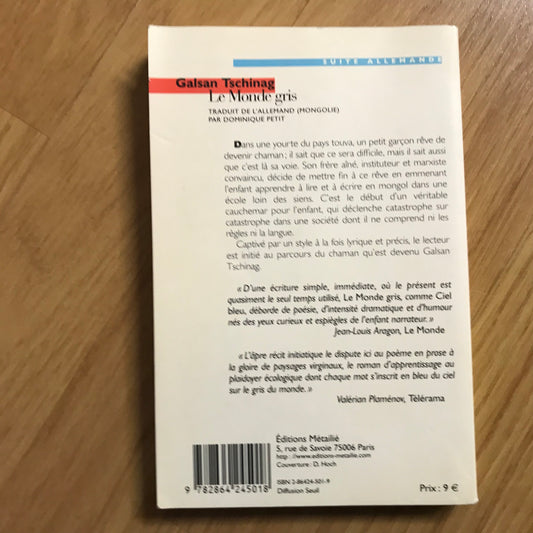 SUITE ALLEMANDE
Galsan Tschinag
Le Monde gris
TRADUIT DE L'ALLEMAND (MONGOLIE)
PAR DOMINIQUE PETIT
Dans une yourte du pays touva, un petit garçon rêve de
devenir chaman ; il sait que ce sera difficile, mais il sait aussi
que c'est là sa voie. Son frère aîné, instituteur et marxiste
convaincu, décide de mettre fin à ce rêve en emmenant
l'enfant apprendre à lire et à écrire en mongol dans une
école loin des siens. C'est le début d'un véritable
cauchemar pour l'enfant, qui déclenche catastrophe sur
catastrophe dans une société dont il ne comprend ni les
règles ni la langue.
Captivé par un style à la fois lyrique et précis, le lecteur
est initié au parcours du chaman qu'est devenu Galsan
Tschinag.
« D'une écriture simple, immédiate, où le présent est
quasiment le seul temps utilisé, Le Monde gris, comme Ciel
bleu, déborde de poésie, d'intensité dramatique et d'humour
nés des yeux curieux et espiègles de l'enfant narrateur. »
Jean-Louis Aragon, Le Monde
« L'âpre récit initiatique le dispute ici au poème en prose à
la gloire de paysages virginaux, le roman d'apprentissage au
plaidoyer écologique dont chaque mot s'inscrit en bleu du ciel
sur le gris du monde. »
Valérian Plaménov, Télérama
Éditions Métailié
5, rue de Savoie 75006 Paris
http : www.editions-metailie.com
Couverture : D. Hoch
ISBN 2-86424-501-9
Diffusion Seuil
9 782864 245018
Prix : 9 €